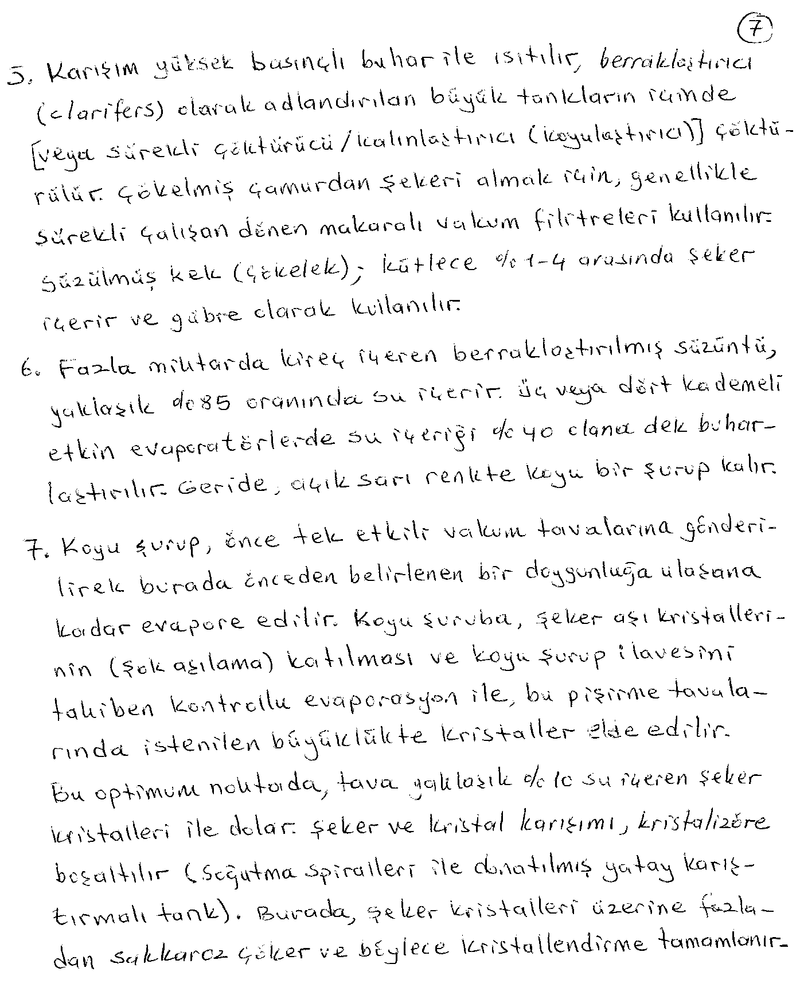 7
5. Karışım yüksek basınçlı buhar ile ısıtılır, berraklaştırıcı
(clarifers) olarak adlandırılan büyük tankların içinde
[veya sürekli çöktürücü/kalınlaştırıcı (koyulaştırıcı)] çöktü-
rülür. Çökelmiş çamurdan şekeri almak için, genellikle
sürekli çalışan dönen makaralı vakum filitreleri kullanılır.
Süzülmüş kek (çökelek); kütlece %1-4 arasında şeker
içerir ve gübre olarak kullanılır.
6. Fazla miktarda kireç içeren berraklaştırılmış süzüntü,
yaklaşık %85 oranında su içerir. Üç veya dört kademeli
etkin evaporatörlerde su içeriği %40 olana dek buhar-
laştırılır. Geride, açık sarı renkte koyu bir şurup kalır.
7. Koyu şurup, önce tek etkili vakum tavalarına gönderi-
lirek burada önceden belirlenen bir doygunluğa ulaşana
kadar evapore edilir. Koyu şuruba, şeker aşı kristalleri-
nin (şok aşılama) katılması ve koyu şurup ilavesini
takiben kontrollu evaporasyon ile, bu pişirme tavala-
rında istenilen büyüklükte kristaller elde edilir.
Bu optimum noktada, tava yaklaşık %10 su içeren şeker
kristalleri ile dolar. Şeker ve kristal karışımı, kristalizöre
boşaltılır (Soğutma spiralleri ile donatılmış yatay karış-
tırmalı tank). Burada, şeker kristalleri üzerine fazla-
dan sakkaroz çöker ve böylece kristallendirme tamamlanır.